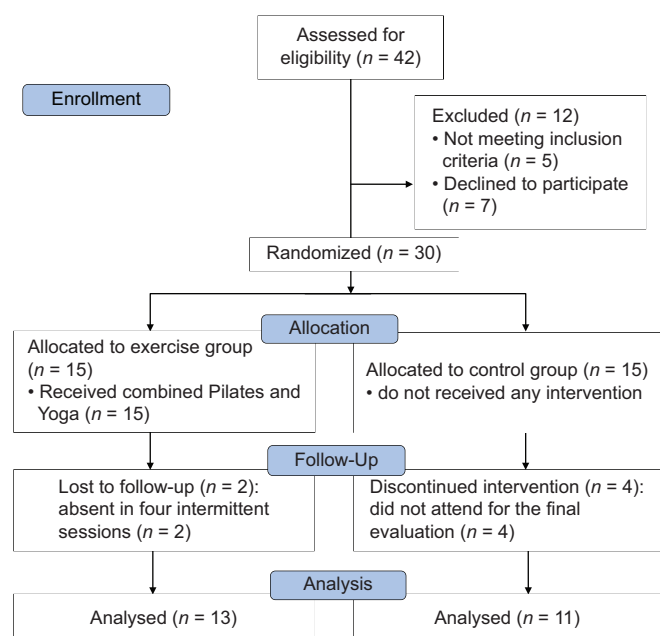 Assessed for
eligibility (n = 42)
Enrollment
Excluded (n = 12)
• Not meeting inclusion
criteria (n = 5)
• Declined to participate
(n = 7)
Randomized (n = 30)
Allocation
Allocated to exercise group
(n = 15)
• Received combined Pilates and
Yoga (n = 15)
Allocated to control group (n = 15)
• do not received any intervention
Follow-Up
Lost to follow-up (n = 2):
absent in four intermittent
sessions (n = 2)
Discontinued intervention (n = 4):
did not attend for the final
evaluation (n = 4)
Analysis
Analysed (n = 13)
Analysed (n = 11)